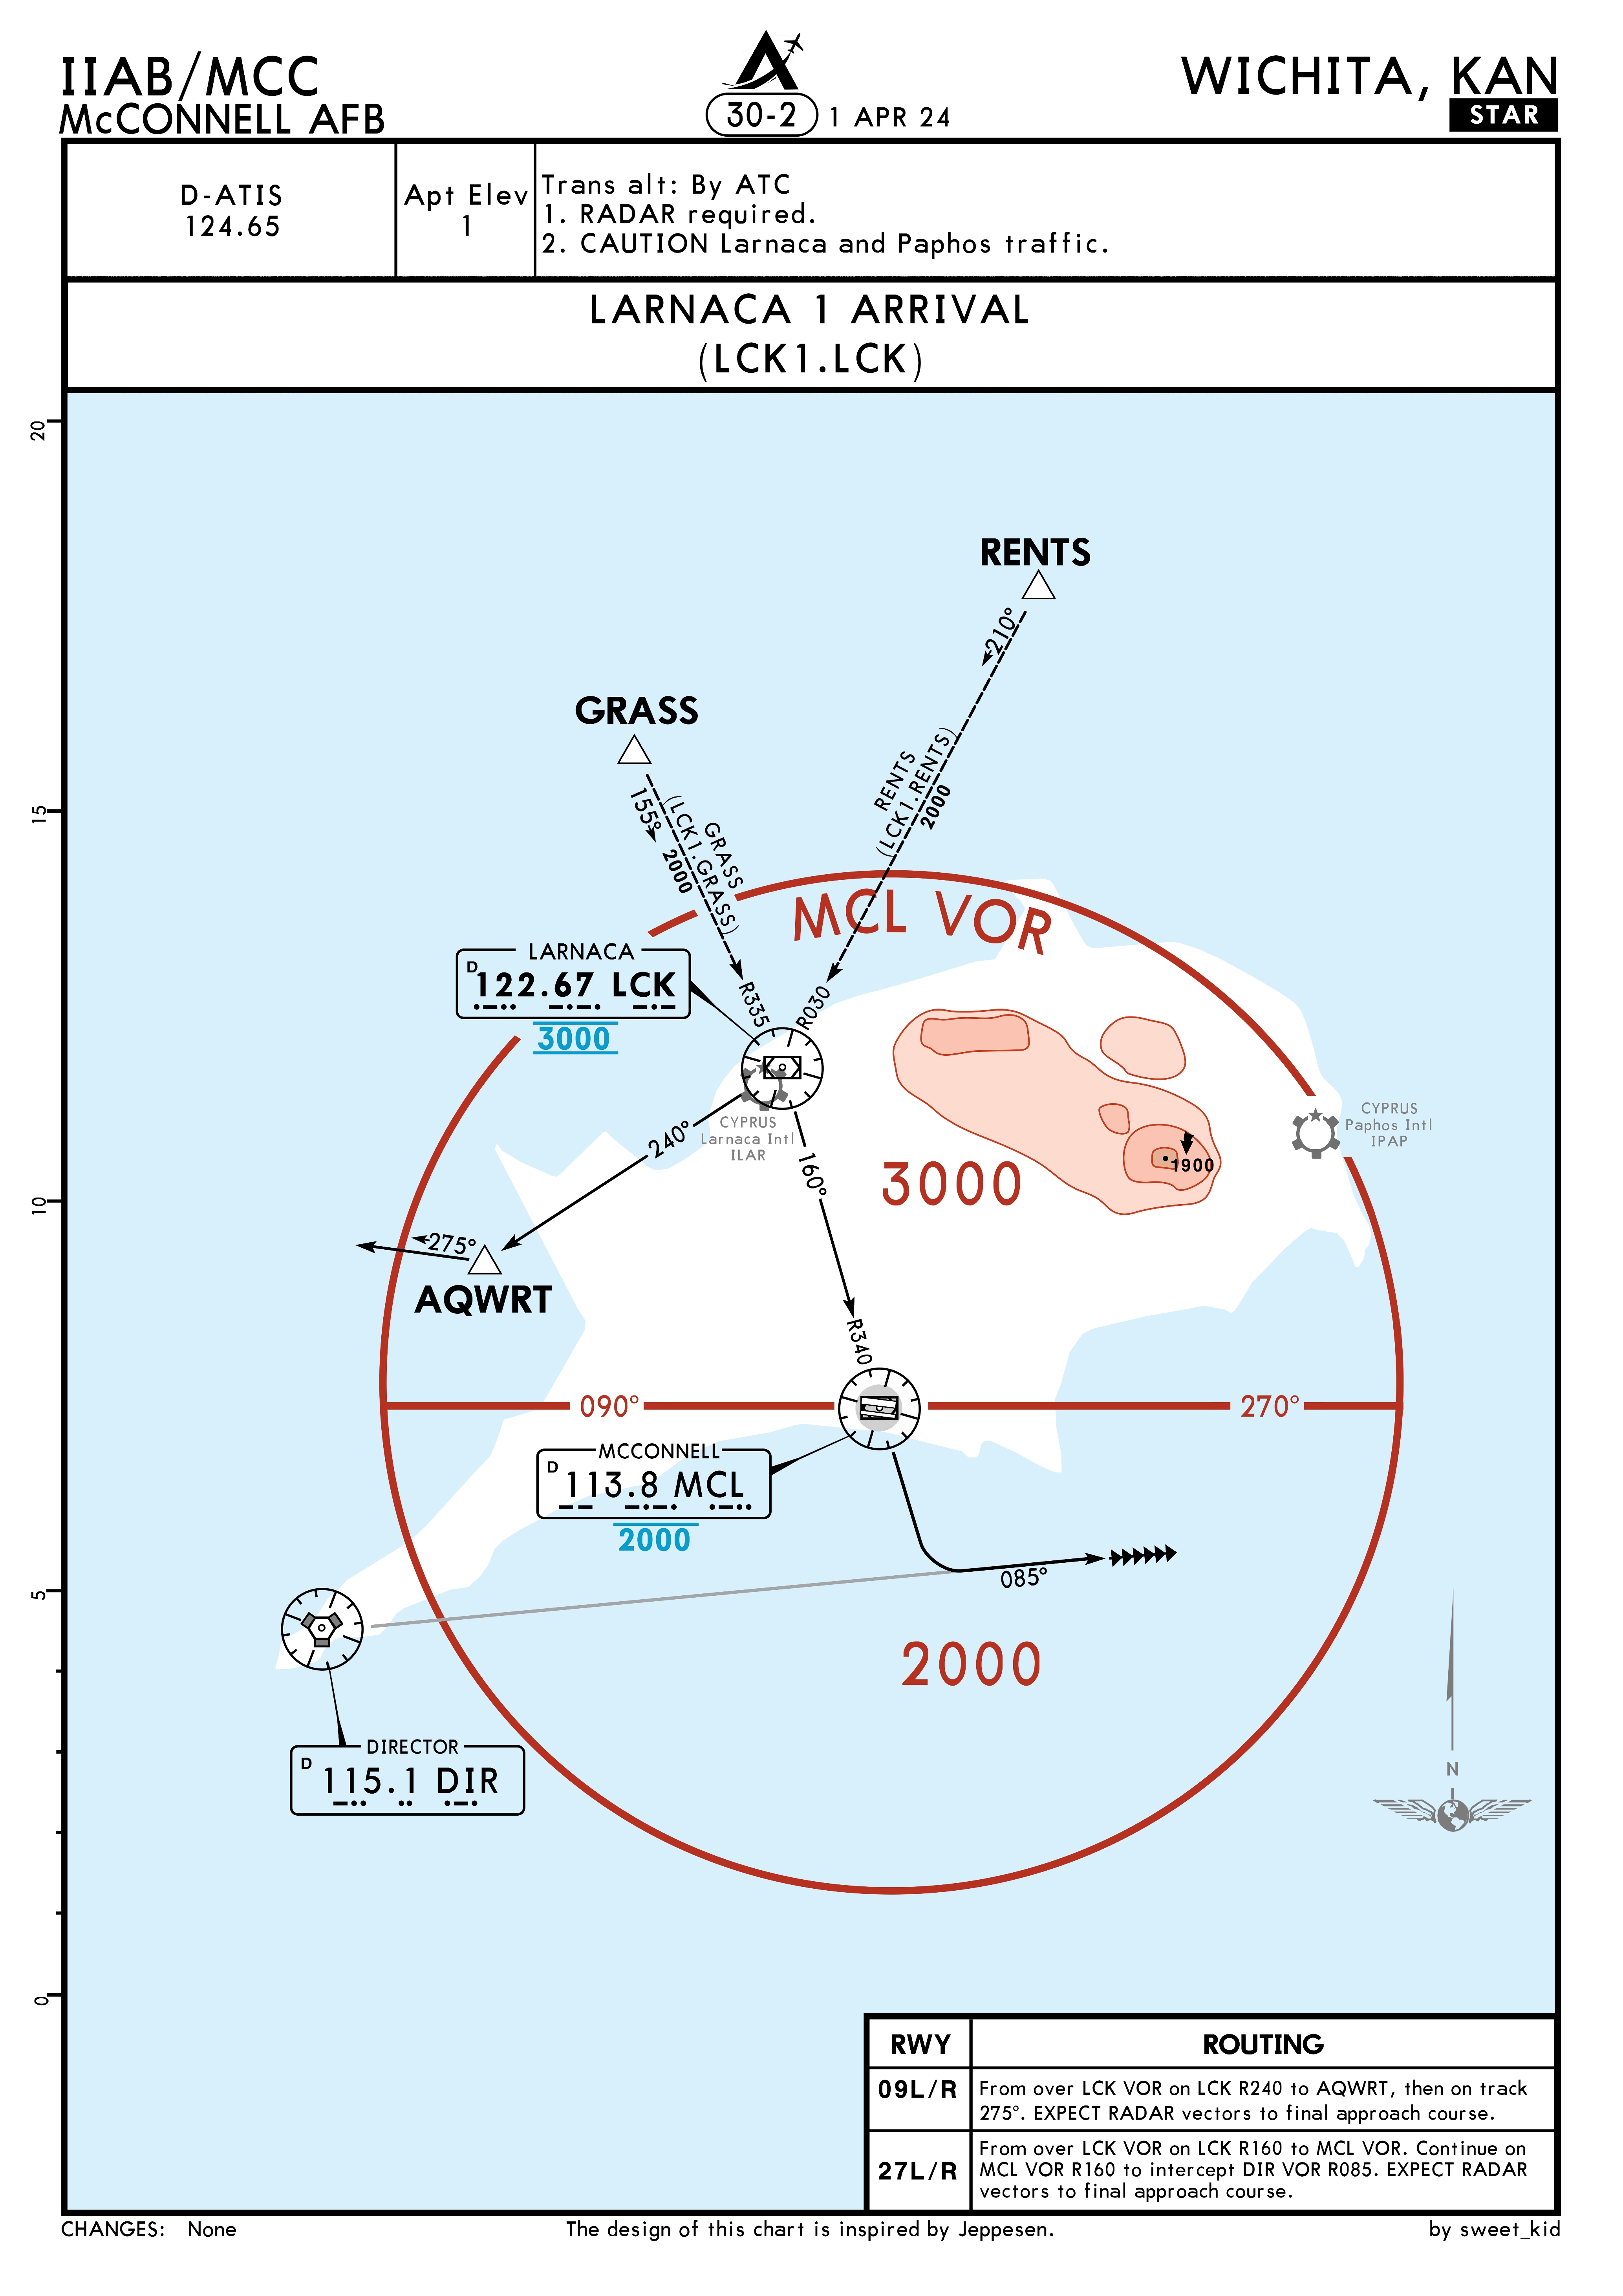 IIAB/MCC
McCONNELL AFB
30-2
1 APR 24
WICHITA, KAN
STAR
D-ATIS
124.65
Apt Elev
1
Trans alt: By ATC
1. RADAR required.
2. CAUTION Larnaca and Paphos traffic.
LARNACA 1 ARRIVAL
(LCK1.LCK)
20
15
10
5
0
RENTS
210°
RENTS
(LCK1.RENTS)
2000
GRASS
155°
2000
GRASS
(LCK1.GRASS)
MCL VOR
LARNACA
D
122.67 LCK
3000
R335
R030
CYPRUS
Larnaca Intl
ILAR
CYPRUS
Paphos Intl
IPAP
1900
3000
240°
160°
275°
AQWRT
R340
090°
270°
MCCONNELL
D
113.8 MCL
2000
085°
2000
DIRECTOR
D
115.1 DIR
N
RWY
ROUTING
09L/R
From over LCK VOR on LCK R240 to AQWRT, then on track
275°. EXPECT RADAR vectors to final approach course.
27L/R
From over LCK VOR on LCK R160 to MCL VOR. Continue on
MCL VOR R160 to intercept DIR VOR R085. EXPECT RADAR
vectors to final approach course.
CHANGES: None
The design of this chart is inspired by Jeppesen.
by sweet_kid